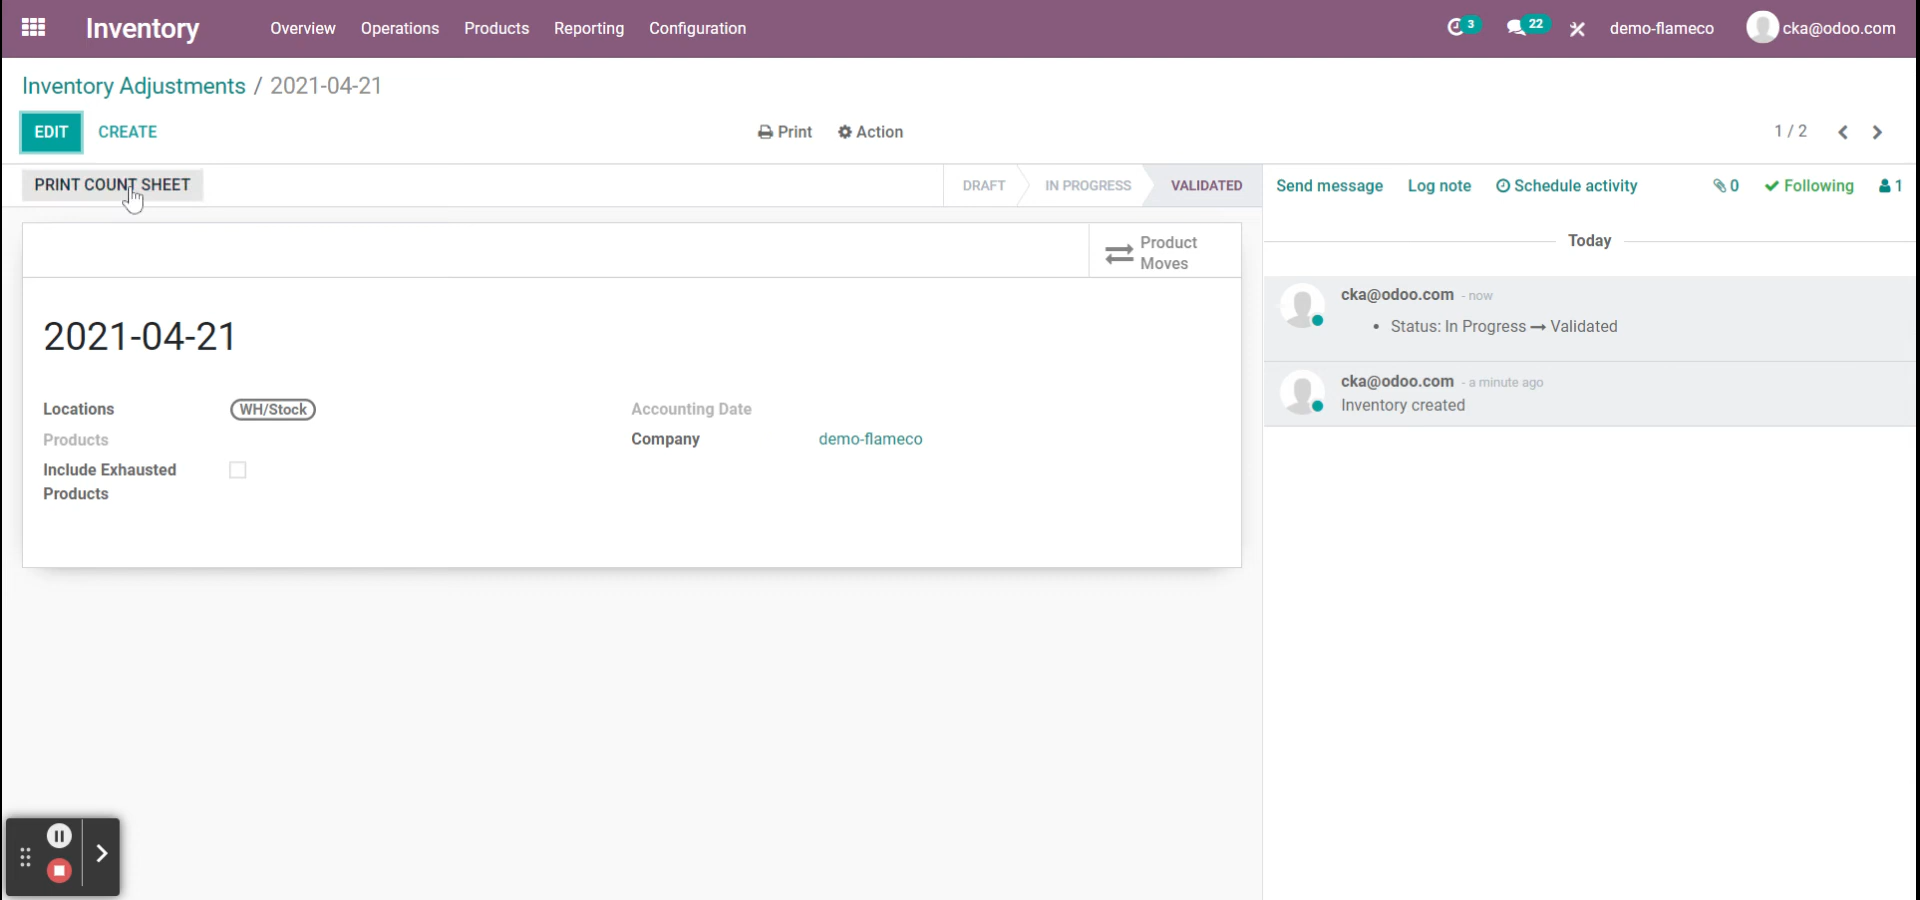 Inventory Overview Operations Products Reporting Configuration 3 22 demo-flameco cka@odoo.com
Inventory Adjustments / 2021-04-21
EDIT CREATE Print Action 1 / 2
PRINT COUNT SHEET DRAFT IN PROGRESS VALIDATED Send message Log note Schedule activity 0 Following 1
Product
Moves
2021-04-21
Locations WH/Stock
Products
Include Exhausted
Products
Accounting Date
Company demo-flameco
Today
cka@odoo.com - now
• Status: In Progress → Validated
cka@odoo.com - a minute ago
Inventory created